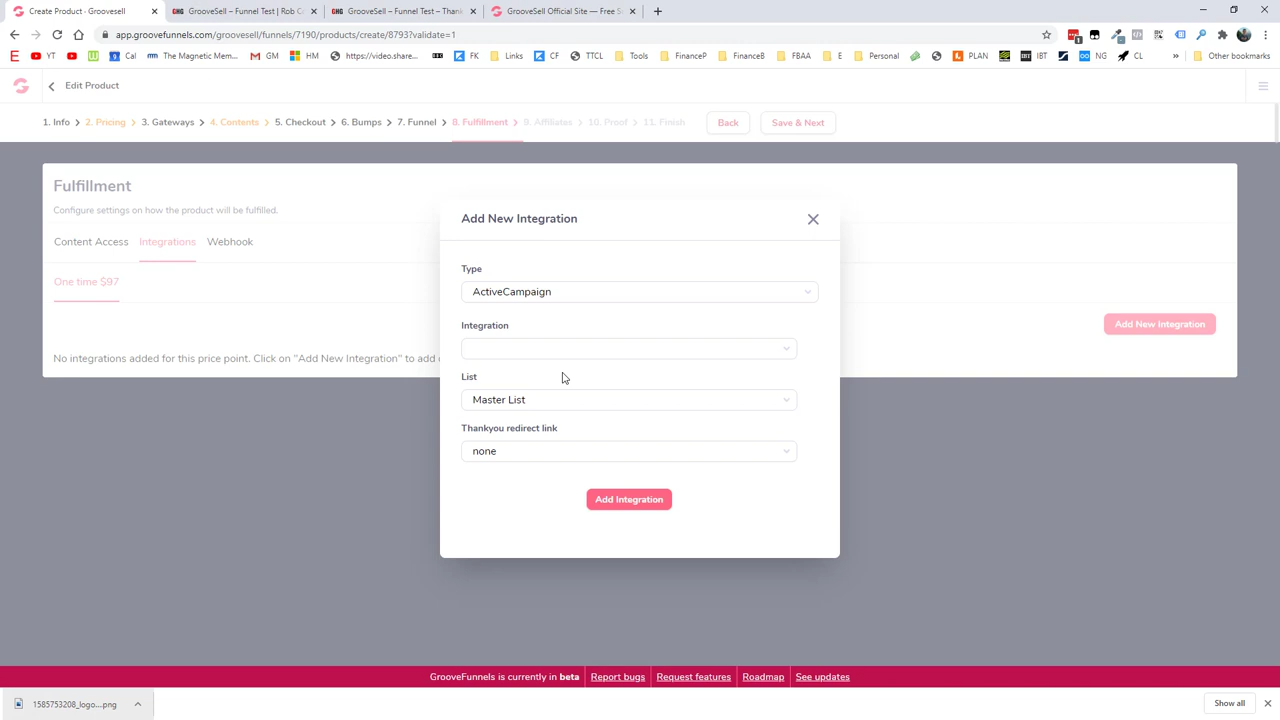 Create Product - Groovesell
GrooveSell – Funnel Test | Rob C
GrooveSell – Funnel Test – Thank
GrooveSell Official Site — Free S
app.groovefunnels.com/groovesell/funnels/7190/products/create/8793?validate=1
YT
Cal
The Magnetic Mem...
GM
HM
https://vidiq.share...
FK
Links
CF
TTCL
Tools
FinanceP
FinanceB
FBAA
E
Personal
PLAN
IBT
NG
CL
Other bookmarks
Edit Product
1. Info
2. Pricing
3. Gateways
4. Contents
5. Checkout
6. Bumps
7. Funnel
8. Fulfillment
9. Affiliates
10. Proof
11. Finish
Back
Save & Next
Fulfillment
Configure settings on how the product will be fulfilled.
Content Access
Integrations
Webhook
One time $97
Add New Integration
No integrations added for this price point. Click on "Add New Integration" to add
Add New Integration
Type
ActiveCampaign
Integration
List
Master List
Thankyou redirect link
none
Add Integration
GrooveFunnels is currently in beta
Report bugs
Request features
Roadmap
See updates
1585753208_logo....png
Show all